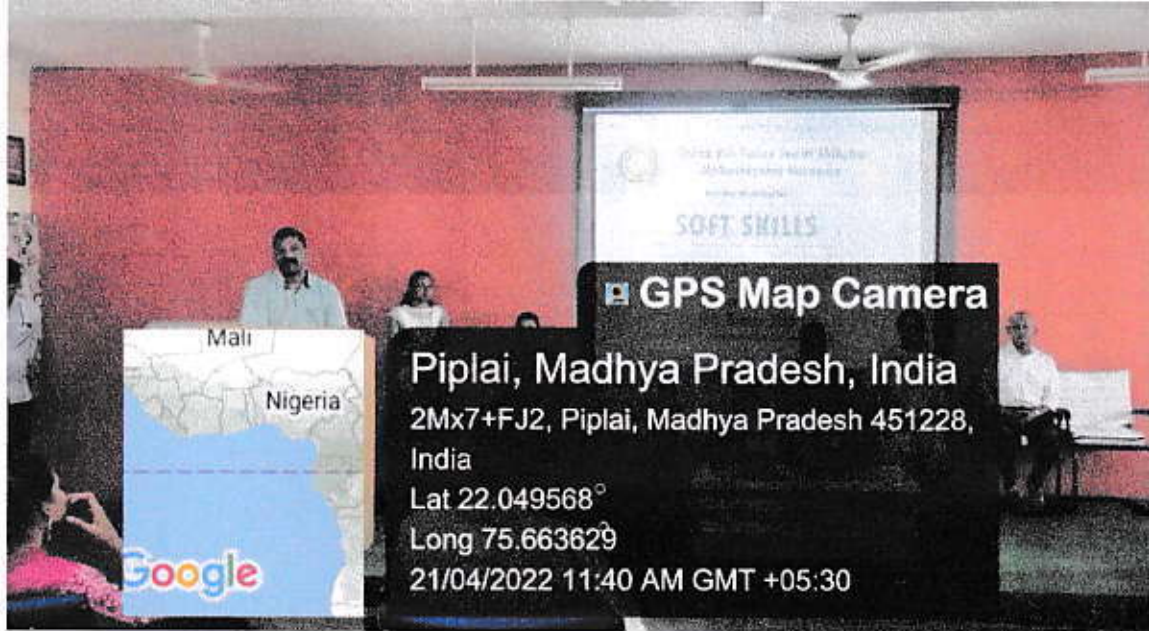 SOFT SKILLS
GPS Map Camera
Mali
Nigeria
Google
Piplai, Madhya Pradesh, India
2Mx7+FJ2, Piplai, Madhya Pradesh 451228,
India
Lat 22.049568°
Long 75.663629°
21/04/2022 11:40 AM GMT +05:30